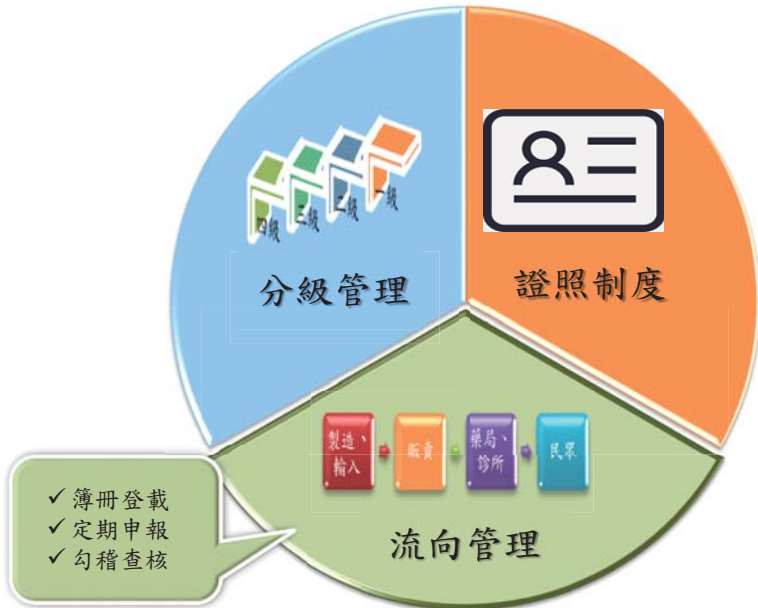 四級
三級
二級
一級
分級管理
證照制度
製造、
輸入
販賣
藥局、
診所
民眾
流向管理
✓ 簿冊登載
✓ 定期申報
✓ 勾稽查核